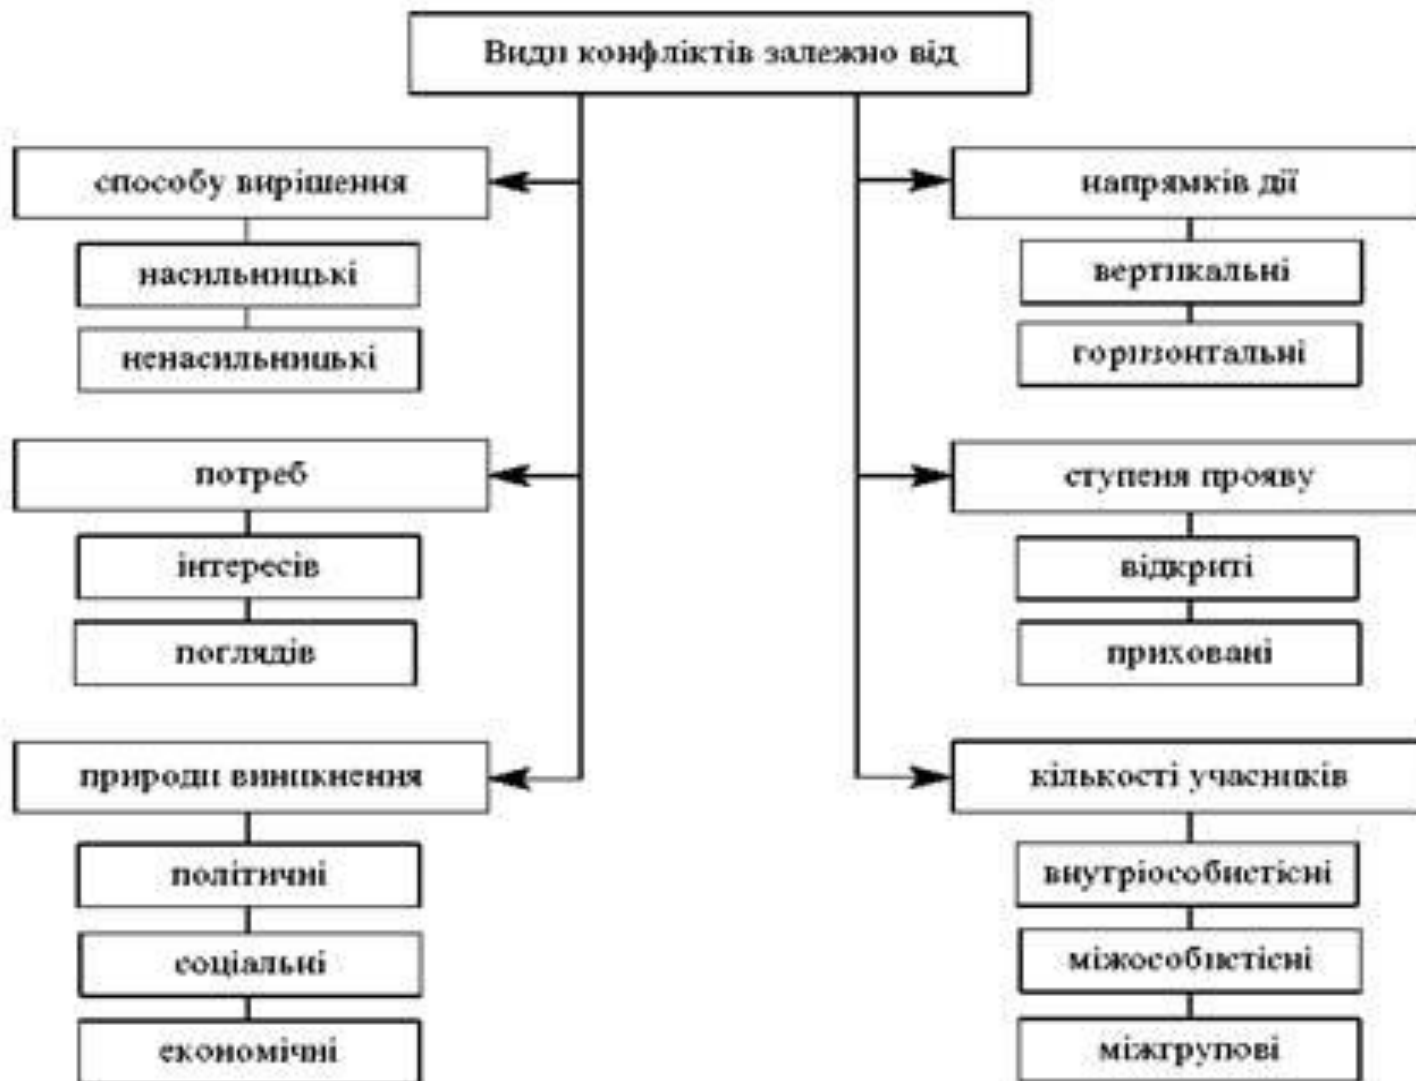 Види конфліктів залежно від
способу вирішення
насильницькі
ненасильницькі
потреб
інтересів
поглядів
природи виникнення
політичні
соціальні
економічні
напрямків дії
вертикальні
горизонтальні
ступеня прояву
відкриті
приховані
кількості учасників
внутріособистісні
міжособистісні
міжгрупові